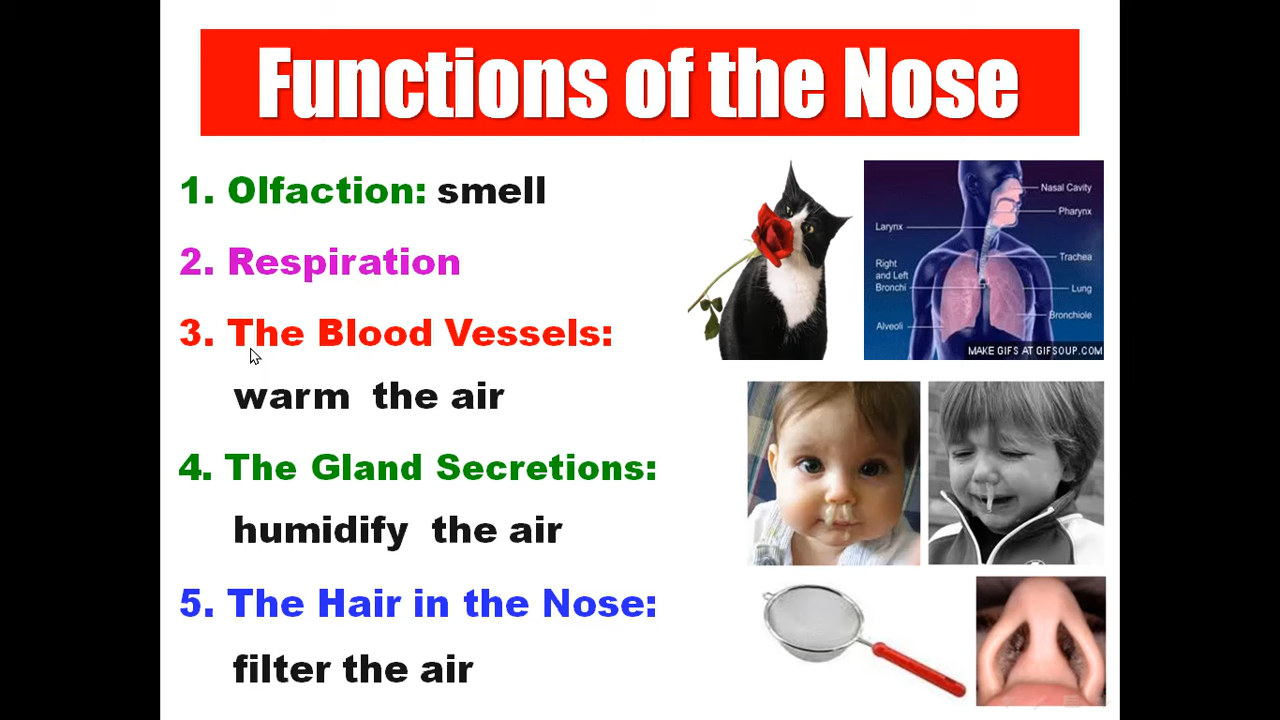 Functions of the Nose
1. Olfaction: smell
2. Respiration
3. The Blood Vessels:
warm the air
4. The Gland Secretions:
humidify the air
5. The Hair in the Nose:
filter the air
Nasal Cavity
Pharynx
Larynx
Trachea
Right
and Left
Bronchi
Lung
Bronchiole
Alveoli
MAKE GIFS AT GIFSOUP.COM